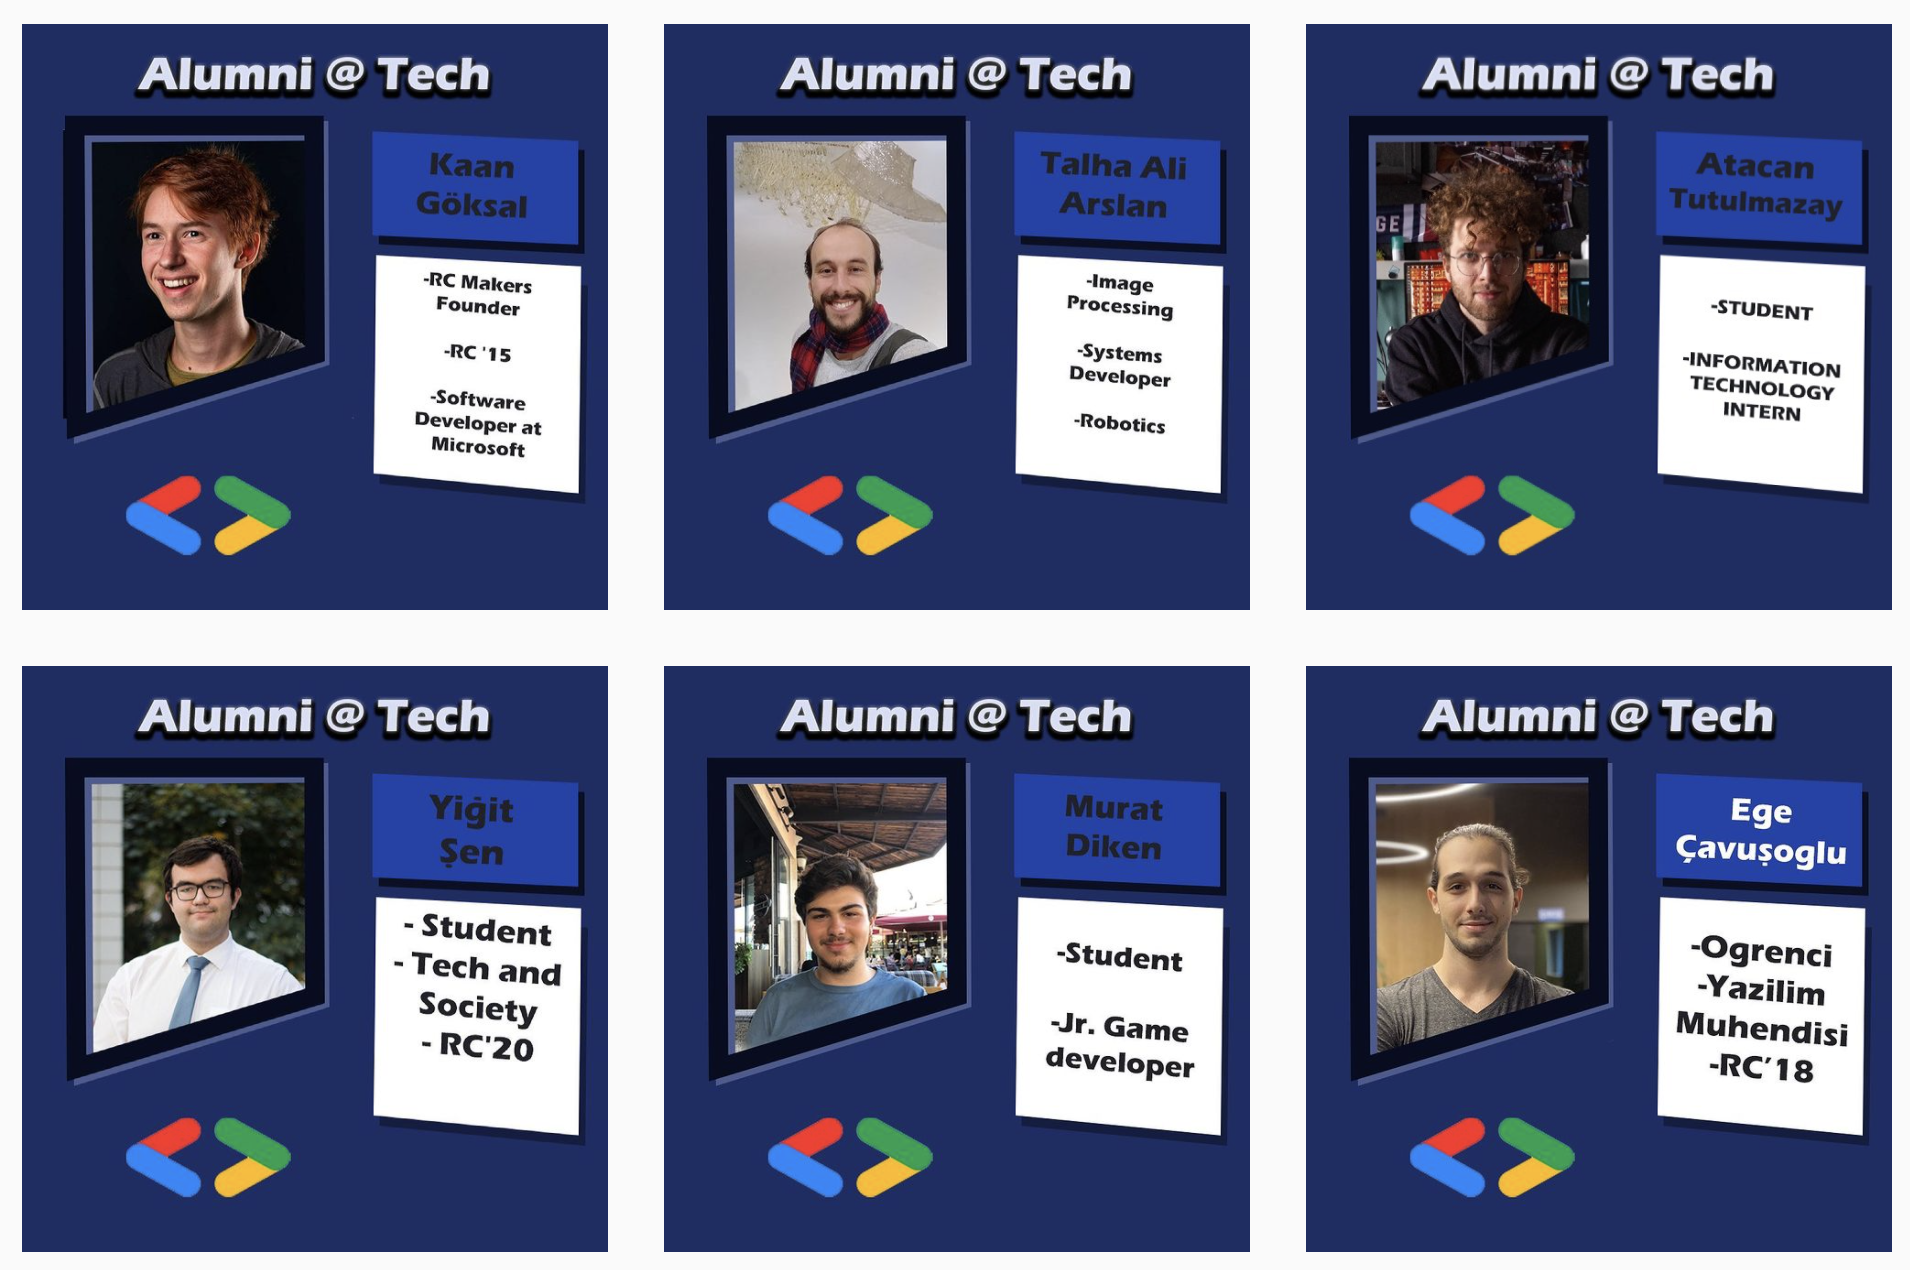 Alumni @ Tech
Kaan
Göksal
-RC Makers
Founder
-RC '15
-Software
Developer at
Microsoft
Alumni @ Tech
Talha Ali
Arslan
-Image
Processing
-Systems
Developer
-Robotics
Alumni @ Tech
GE
Atacan
Tutulmazay
-STUDENT
-INFORMATION
TECHNOLOGY
INTERN
Alumni @ Tech
Yiğit
Şen
- Student
- Tech and
Society
- RC'20
Alumni @ Tech
Murat
Diken
-Student
-Jr. Game
developer
Alumni @ Tech
Ege
Çavuşoglu
-Ogrenci
-Yazilim
Muhendisi
-RC’18